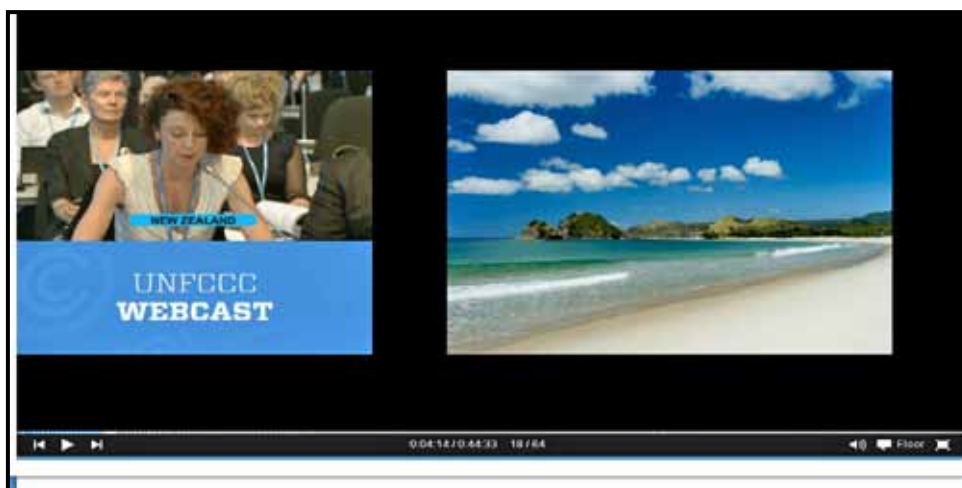 NEW ZEALAND
UNFCCC
WEBCAST
0:04:14 / 0:44:33 18 / 64
Floor